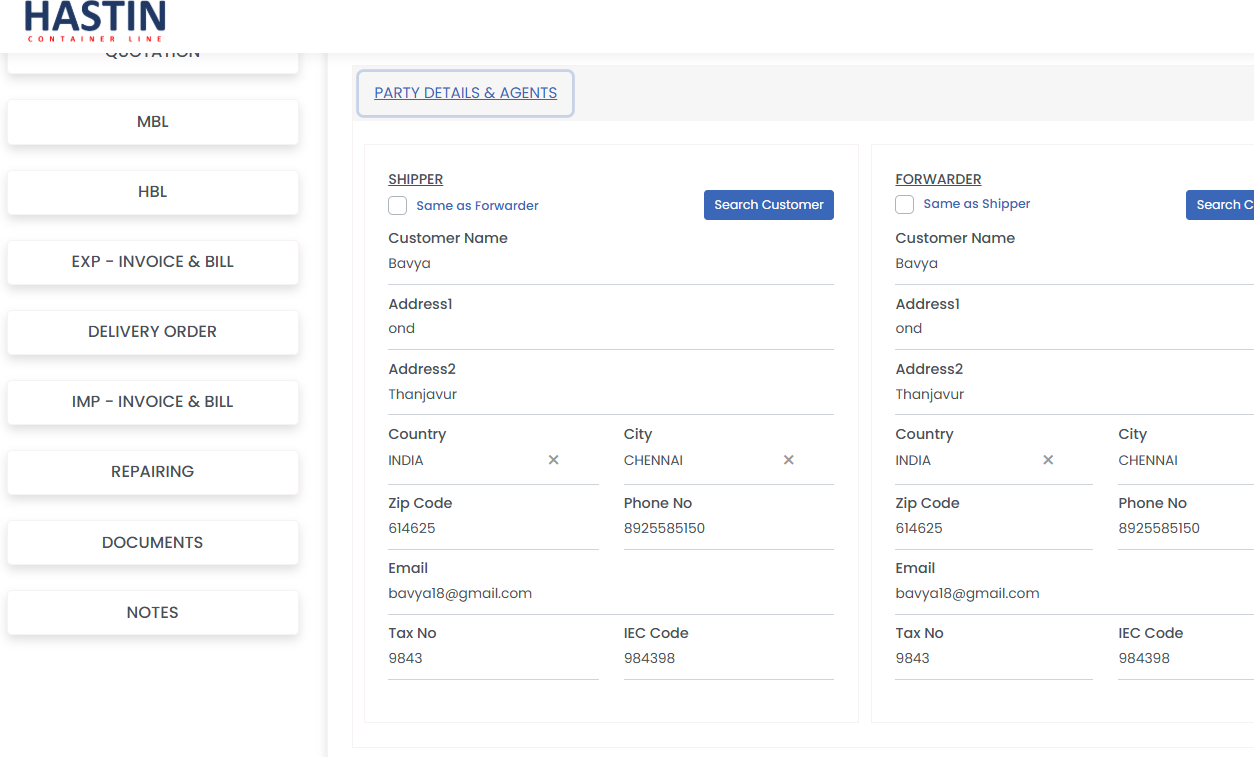 HASTIN
CONTAINER LINE
QUOTATION
MBL
HBL
EXP - INVOICE & BILL
DELIVERY ORDER
IMP - INVOICE & BILL
REPAIRING
DOCUMENTS
NOTES
PARTY DETAILS & AGENTS
SHIPPER
Same as Forwarder
Search Customer
Customer Name
Bavya
Address1
ond
Address2
Thanjavur
Country City
INDIA × CHENNAI ×
Zip Code Phone No
614625 8925585150
Email
bavya18@gmail.com
Tax No IEC Code
9843 984398
FORWARDER
Same as Shipper
Search C
Customer Name
Bavya
Address1
ond
Address2
Thanjavur
Country City
INDIA × CHENNAI
Zip Code Phone No
614625 8925585150
Email
bavya18@gmail.com
Tax No IEC Code
9843 984398